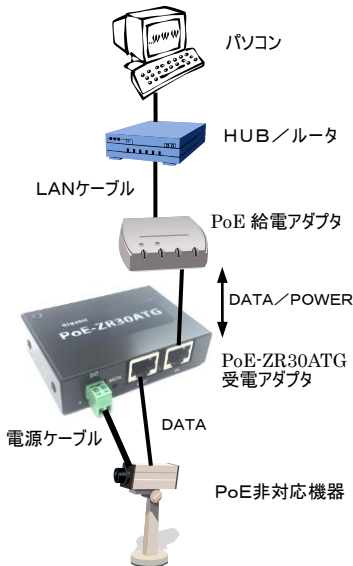 WWW
パソコン
HUB/ルータ
LANケーブル
PoE 給電アダプタ
DATA/POWER
Gigabit
PoE-ZR30ATG
PoE-ZR30ATG
受電アダプタ
電源ケーブル
DATA
PoE非対応機器